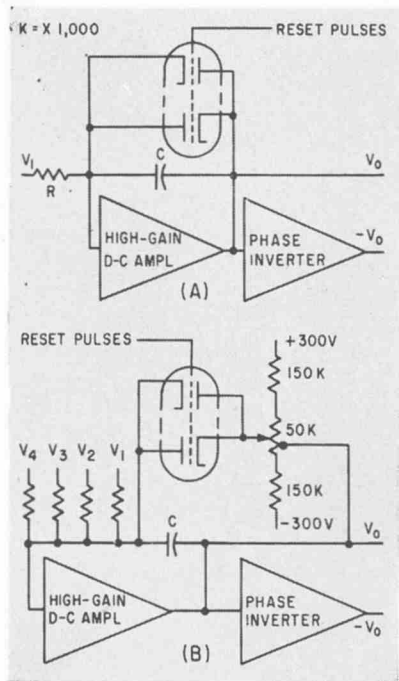 K = X 1,000
RESET PULSES
C
V1
R
V0
HIGH-GAIN
D-C AMPL
PHASE
INVERTER
-V0
(A)
RESET PULSES
+300V
150K
50K
150K
-300V
V4
V3
V2
V1
C
V0
HIGH-GAIN
D-C AMPL
PHASE
INVERTER
-V0
(B)